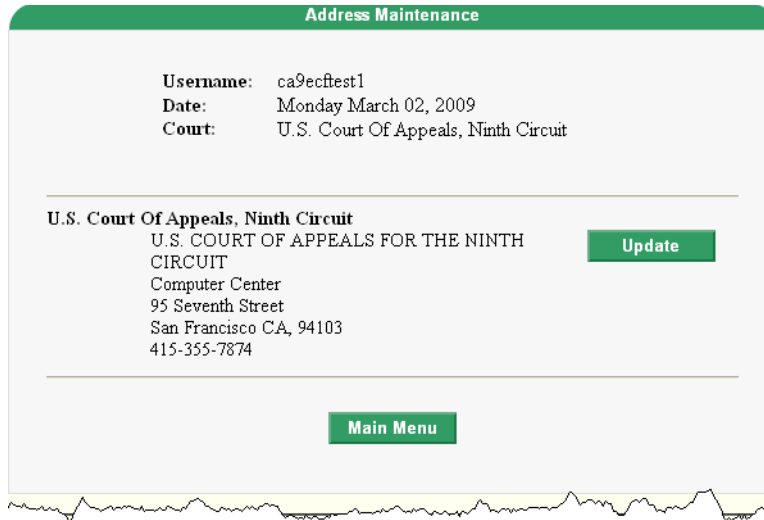 Address Maintenance
Username: ca9ecftest1
Date: Monday March 02, 2009
Court: U.S. Court Of Appeals, Ninth Circuit
U.S. Court Of Appeals, Ninth Circuit
U.S. COURT OF APPEALS FOR THE NINTH
CIRCUIT
Update
Computer Center
95 Seventh Street
San Francisco CA, 94103
415-355-7874
Main Menu